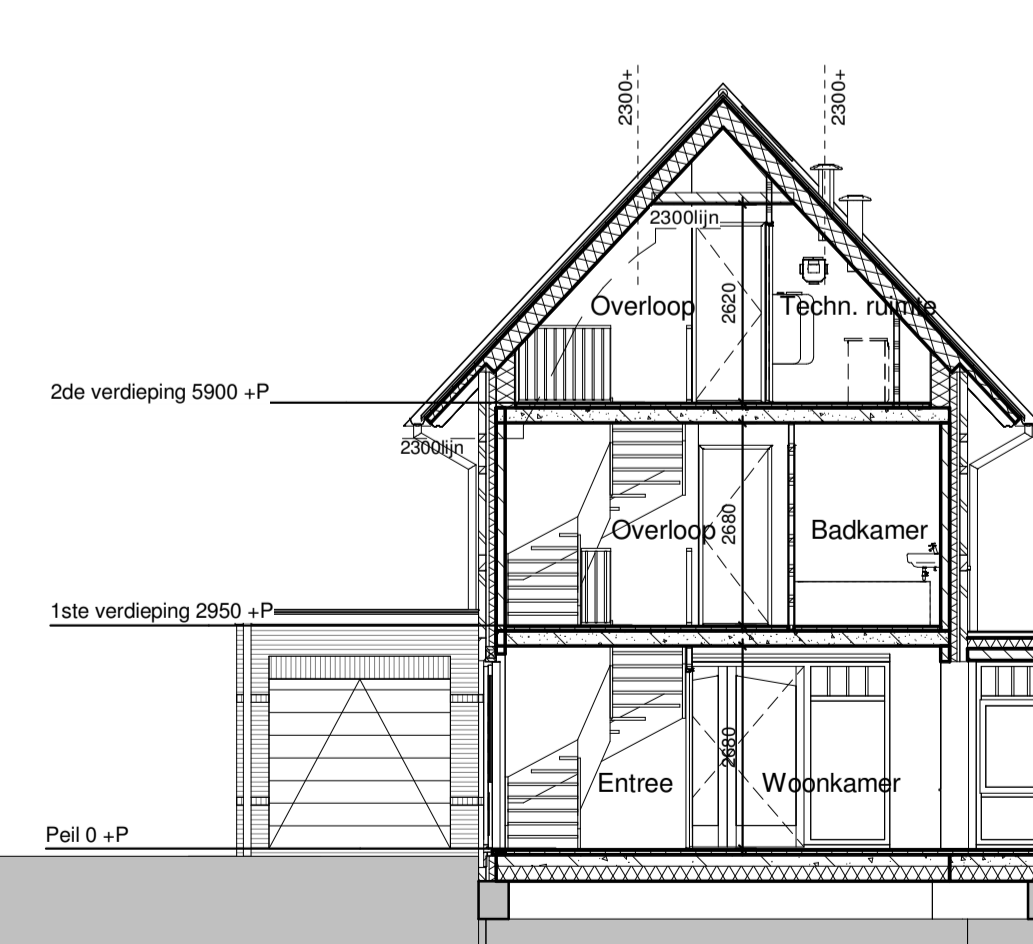 2300+
2300+
2300lijn
Overloop
2620
Techn. ruimte
2de verdieping 5900 +P
2300lijn
Overloop
2680
Badkamer
1ste verdieping 2950 +P
2680
Entree
Woonkamer
Peil 0 +P